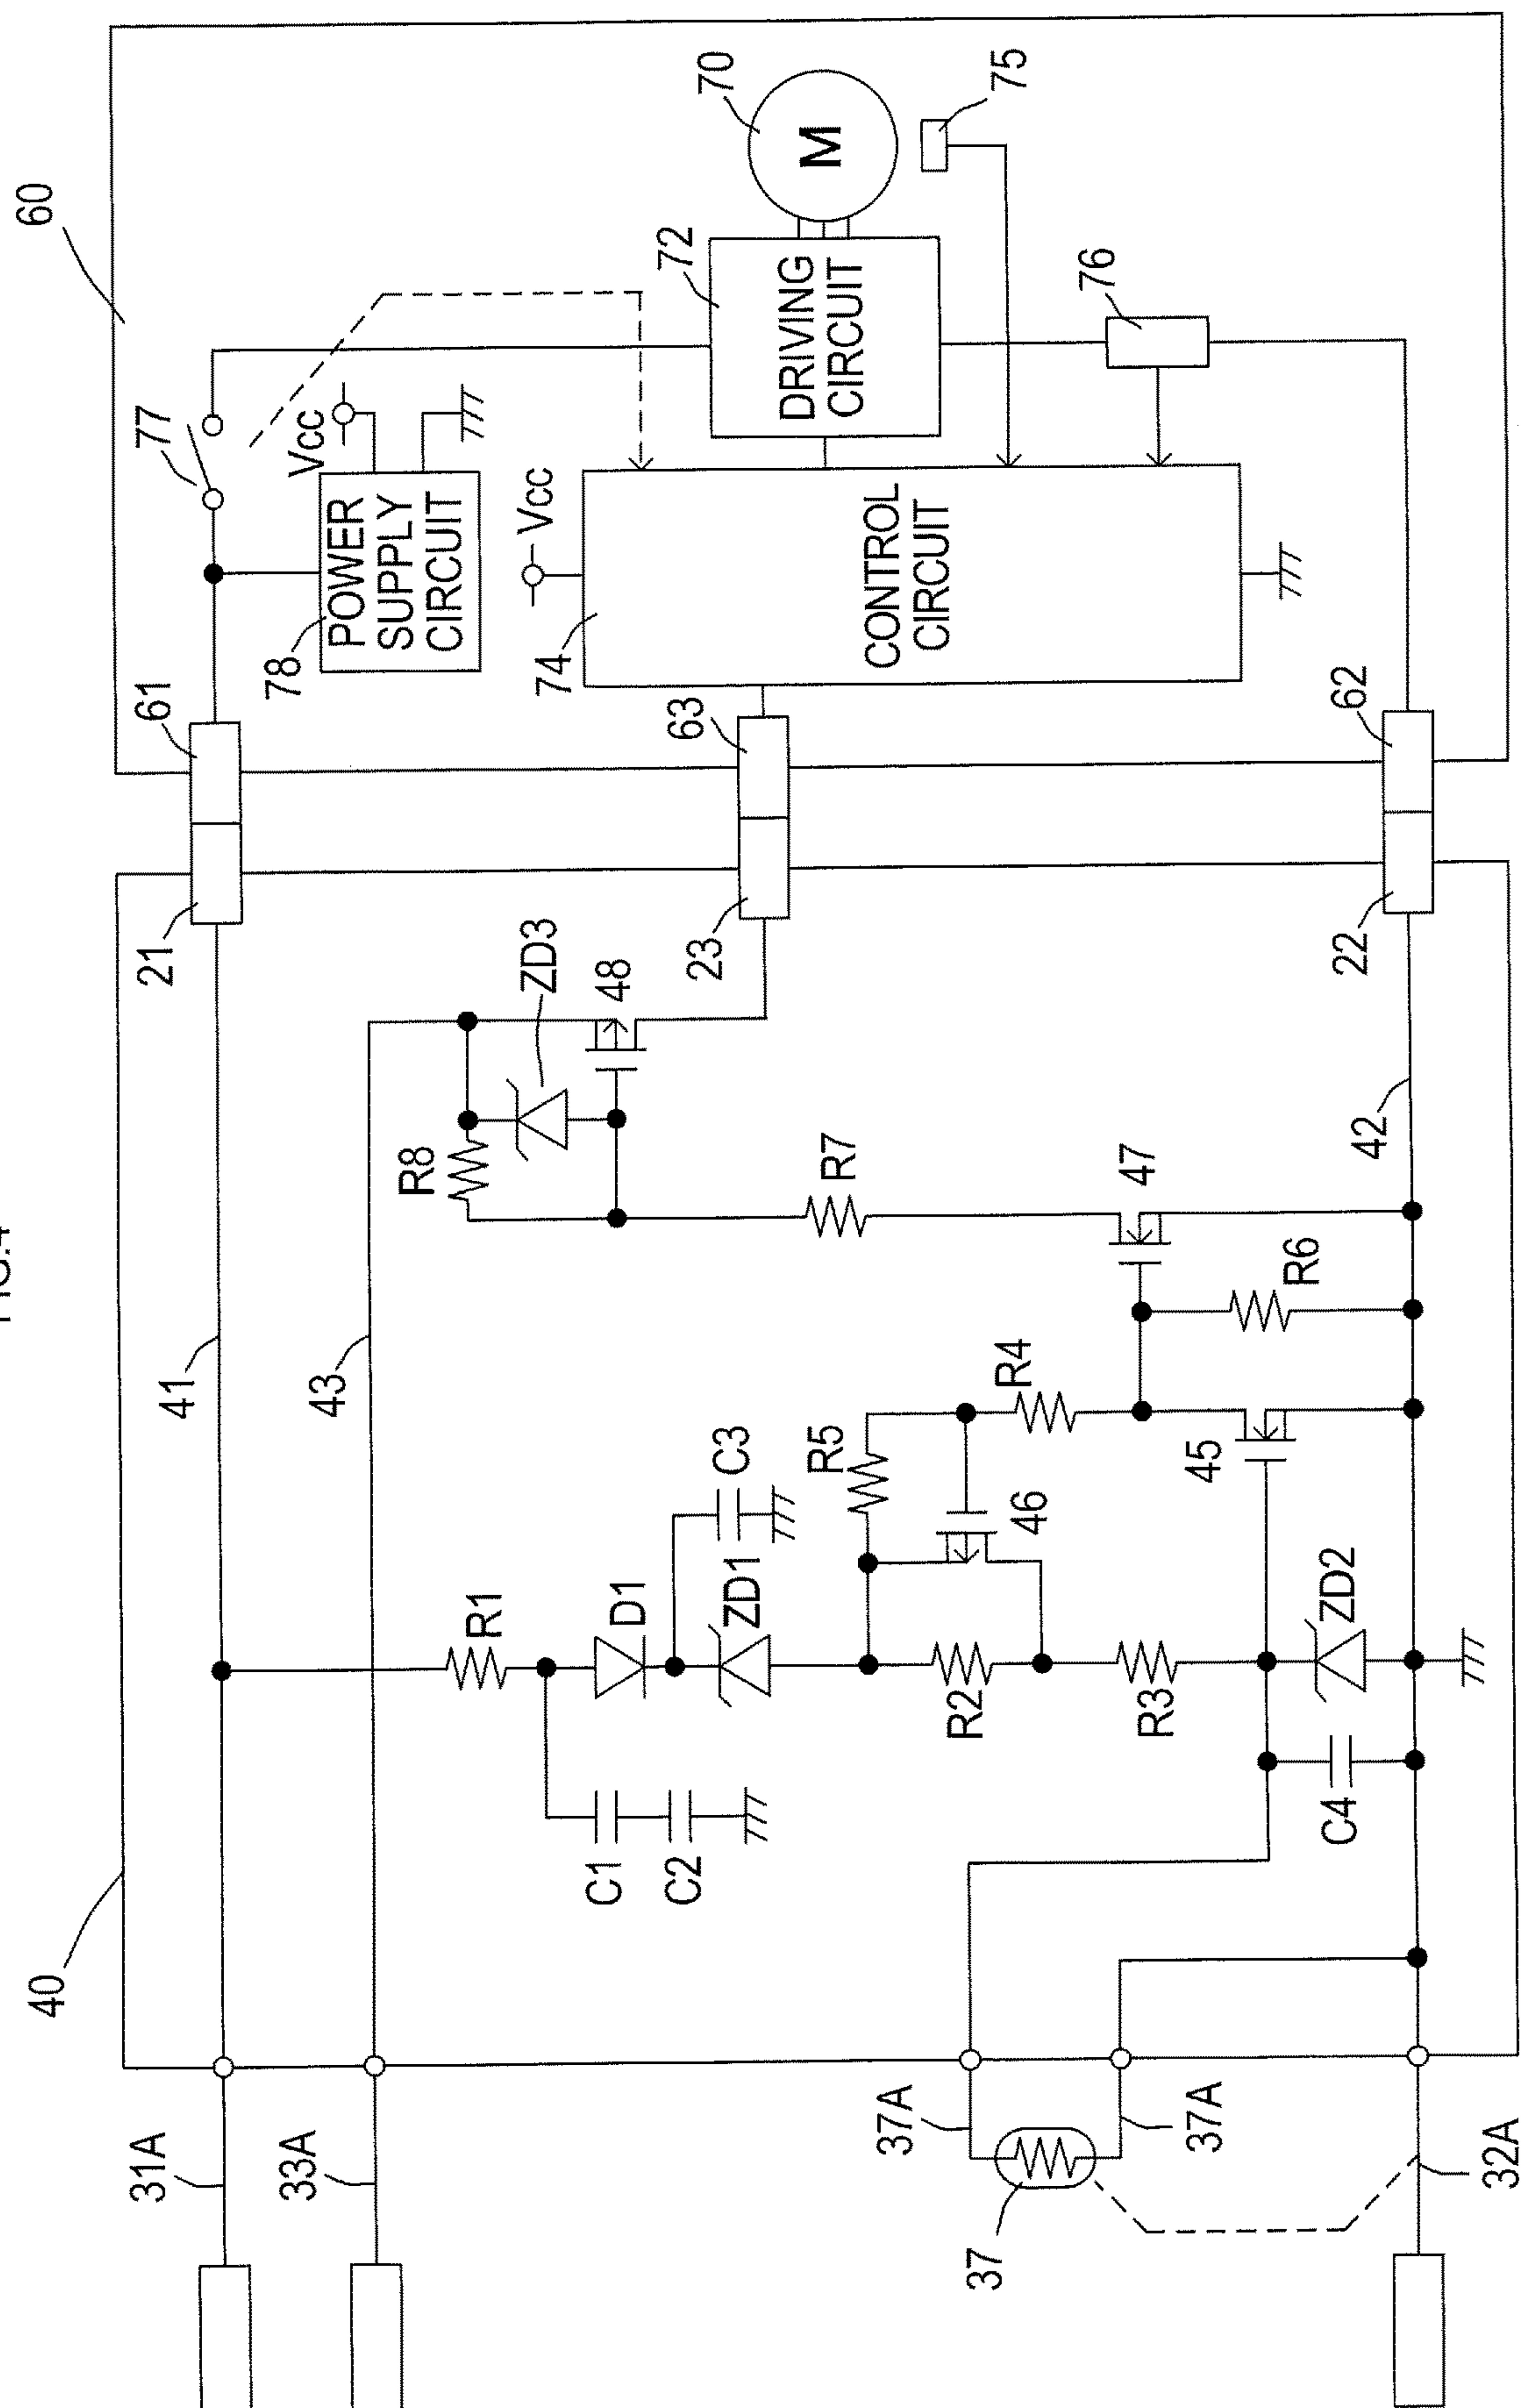 FIG.4
40
60
31A
33A
37A
37A
37
32A
41
43
42
R1
C1
C2
D1
C3
ZD1
R5
R2
46
R4
R3
45
ZD2
C4
R6
47
R7
R8
ZD3
48
21
61
23
63
22
62
77
78
POWER
SUPPLY
CIRCUIT
Vcc
Vcc
74
CONTROL
CIRCUIT
72
DRIVING
CIRCUIT
70
M
75
76